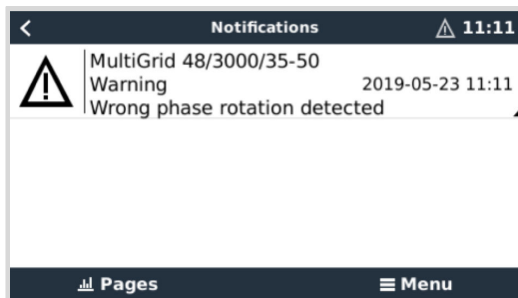 Notifications
11:11
MultiGrid 48/3000/35-50
Warning
2019-05-23 11:11
Wrong phase rotation detected
Pages
Menu